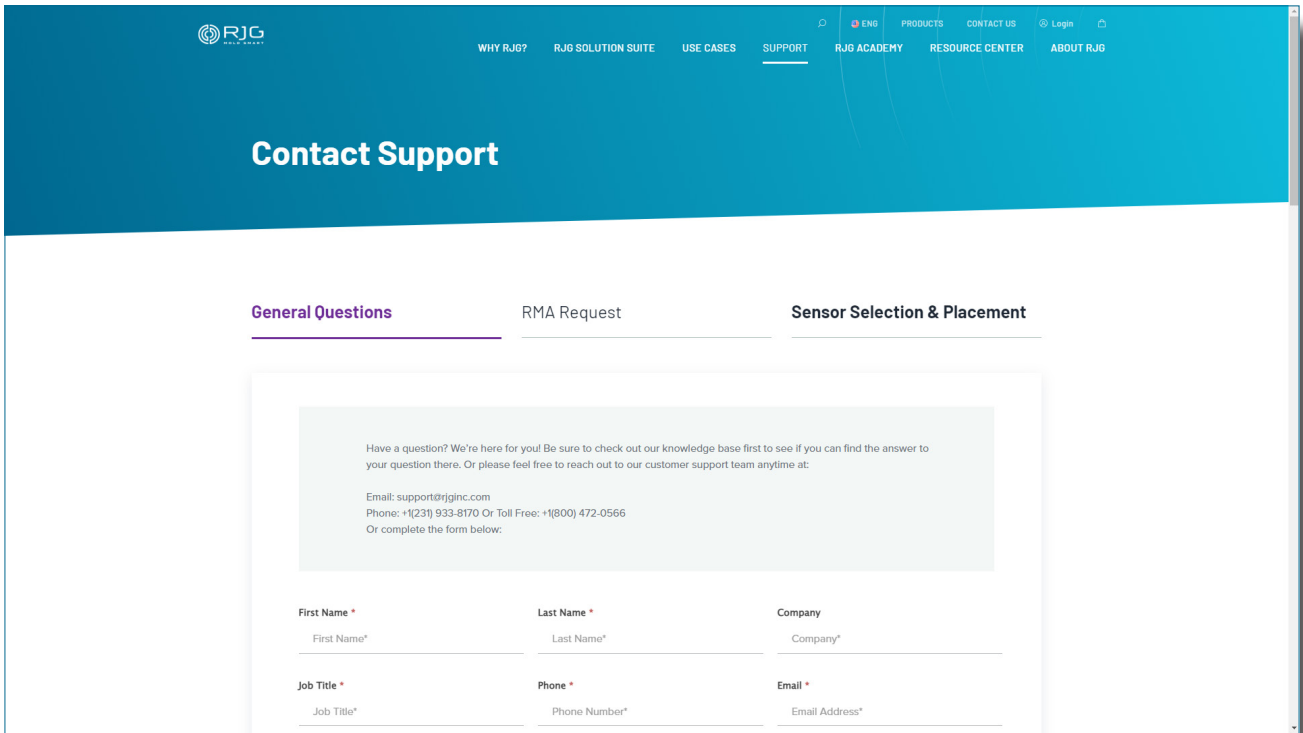 RJG
MOLD SMART
ENG PRODUCTS CONTACT US Login
WHY RJG? RJG SOLUTION SUITE USE CASES SUPPORT RJG ACADEMY RESOURCE CENTER ABOUT RJG
Contact Support
General Questions RMA Request Sensor Selection & Placement
Have a question? We're here for you! Be sure to check out our knowledge base first to see if you can find the answer to
your question there. Or please feel free to reach out to our customer support team anytime at:
Email: support@rjginc.com
Phone: +1(231) 933-8170 Or Toll Free: +1(800) 472-0566
Or complete the form below:
First Name * Last Name * Company
First Name* Last Name* Company*
Job Title * Phone * Email *
Job Title* Phone Number* Email Address*